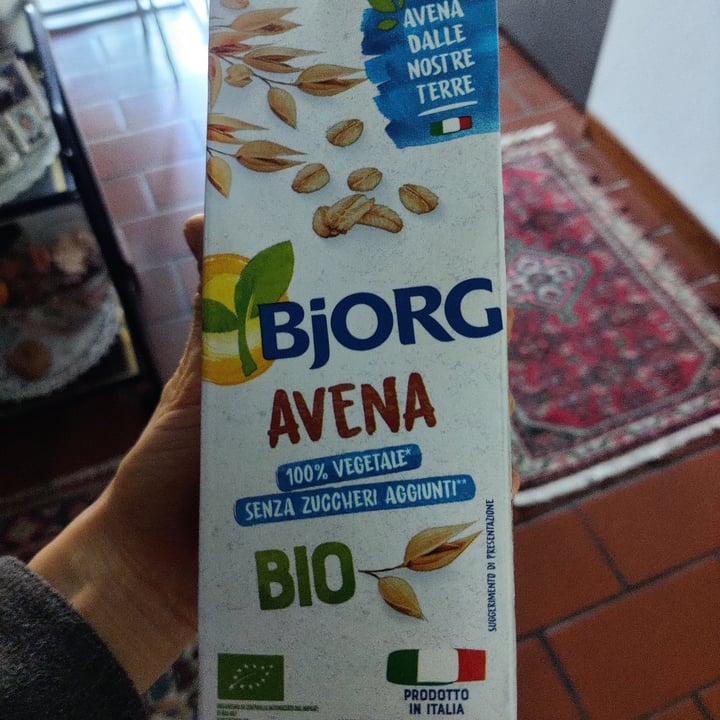 AVENA
DALLE
NOSTRE
TERRE
BJORG
AVENA
100% VEGETALE*
SENZA ZUCCHERI AGGIUNTI**
BIO
SUGGERIMENTO DI PRESENTAZIONE
PRODOTTO
IN ITALIA